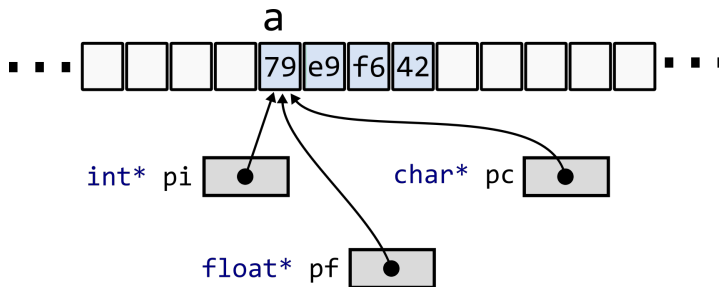 a
79 e9 f6 42
int* pi
char* pc
float* pf